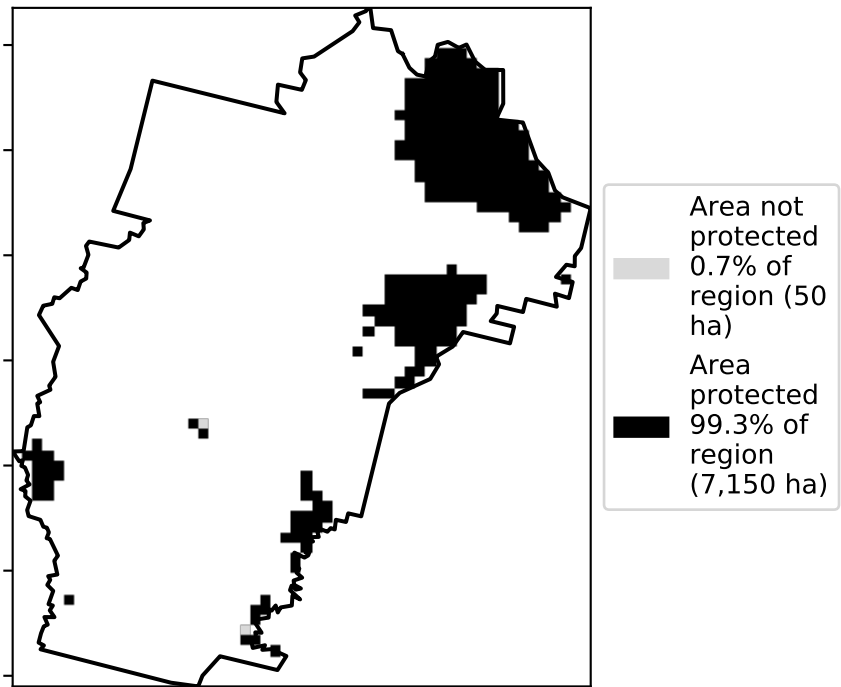 Area not
protected
0.7% of
region (50
ha)
Area
protected
99.3% of
region
(7,150 ha)